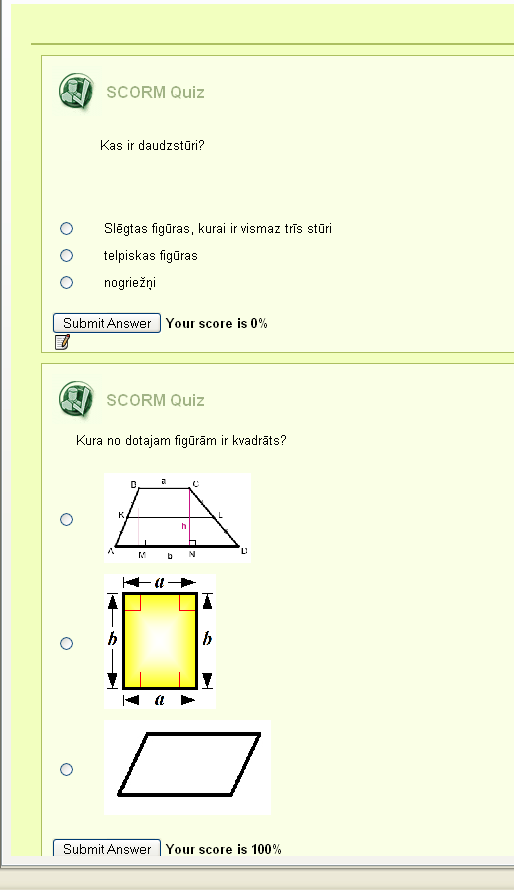 SCORM Quiz
Kas ir daudzstūri?
Slēgtas figūras, kurai ir vismaz trīs stūri
telpiskas figūras
nogriežņi
Submit Answer Your score is 0%
SCORM Quiz
Kura no dotajam figūrām ir kvadrāts?
B a C
K L
h
A M b N D
a
b b
a
Submit Answer Your score is 100%